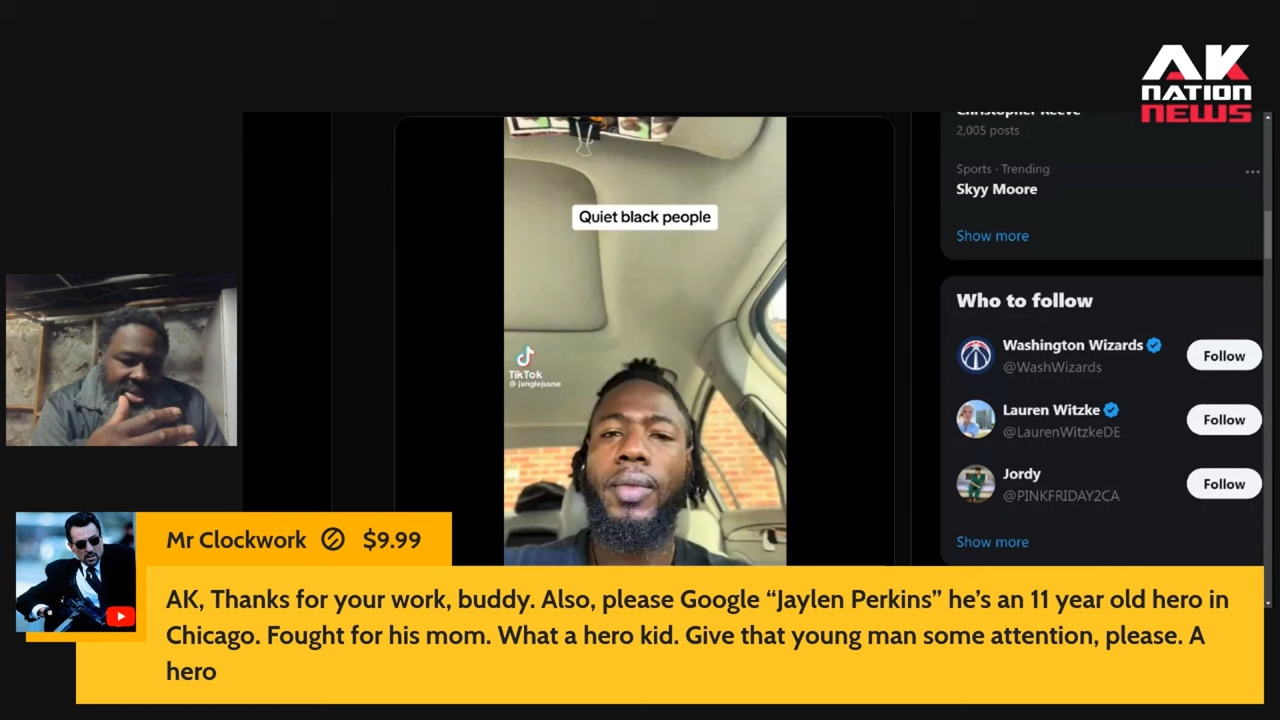 AK
NATION
NEWS
Christopher Reeve
2,005 posts
Sports · Trending
Skyy Moore
Show more
Quiet black people
TikTok
@junglejuuse
Who to follow
Washington Wizards
@WashWizards
Follow
Lauren Witzke
@LaurenWitzkeDE
Follow
Jordy
@PINKFRIDAY2CA
Follow
Show more
Mr Clockwork $9.99
AK, Thanks for your work, buddy. Also, please Google “Jaylen Perkins” he’s an 11 year old hero in
Chicago. Fought for his mom. What a hero kid. Give that young man some attention, please. A
hero